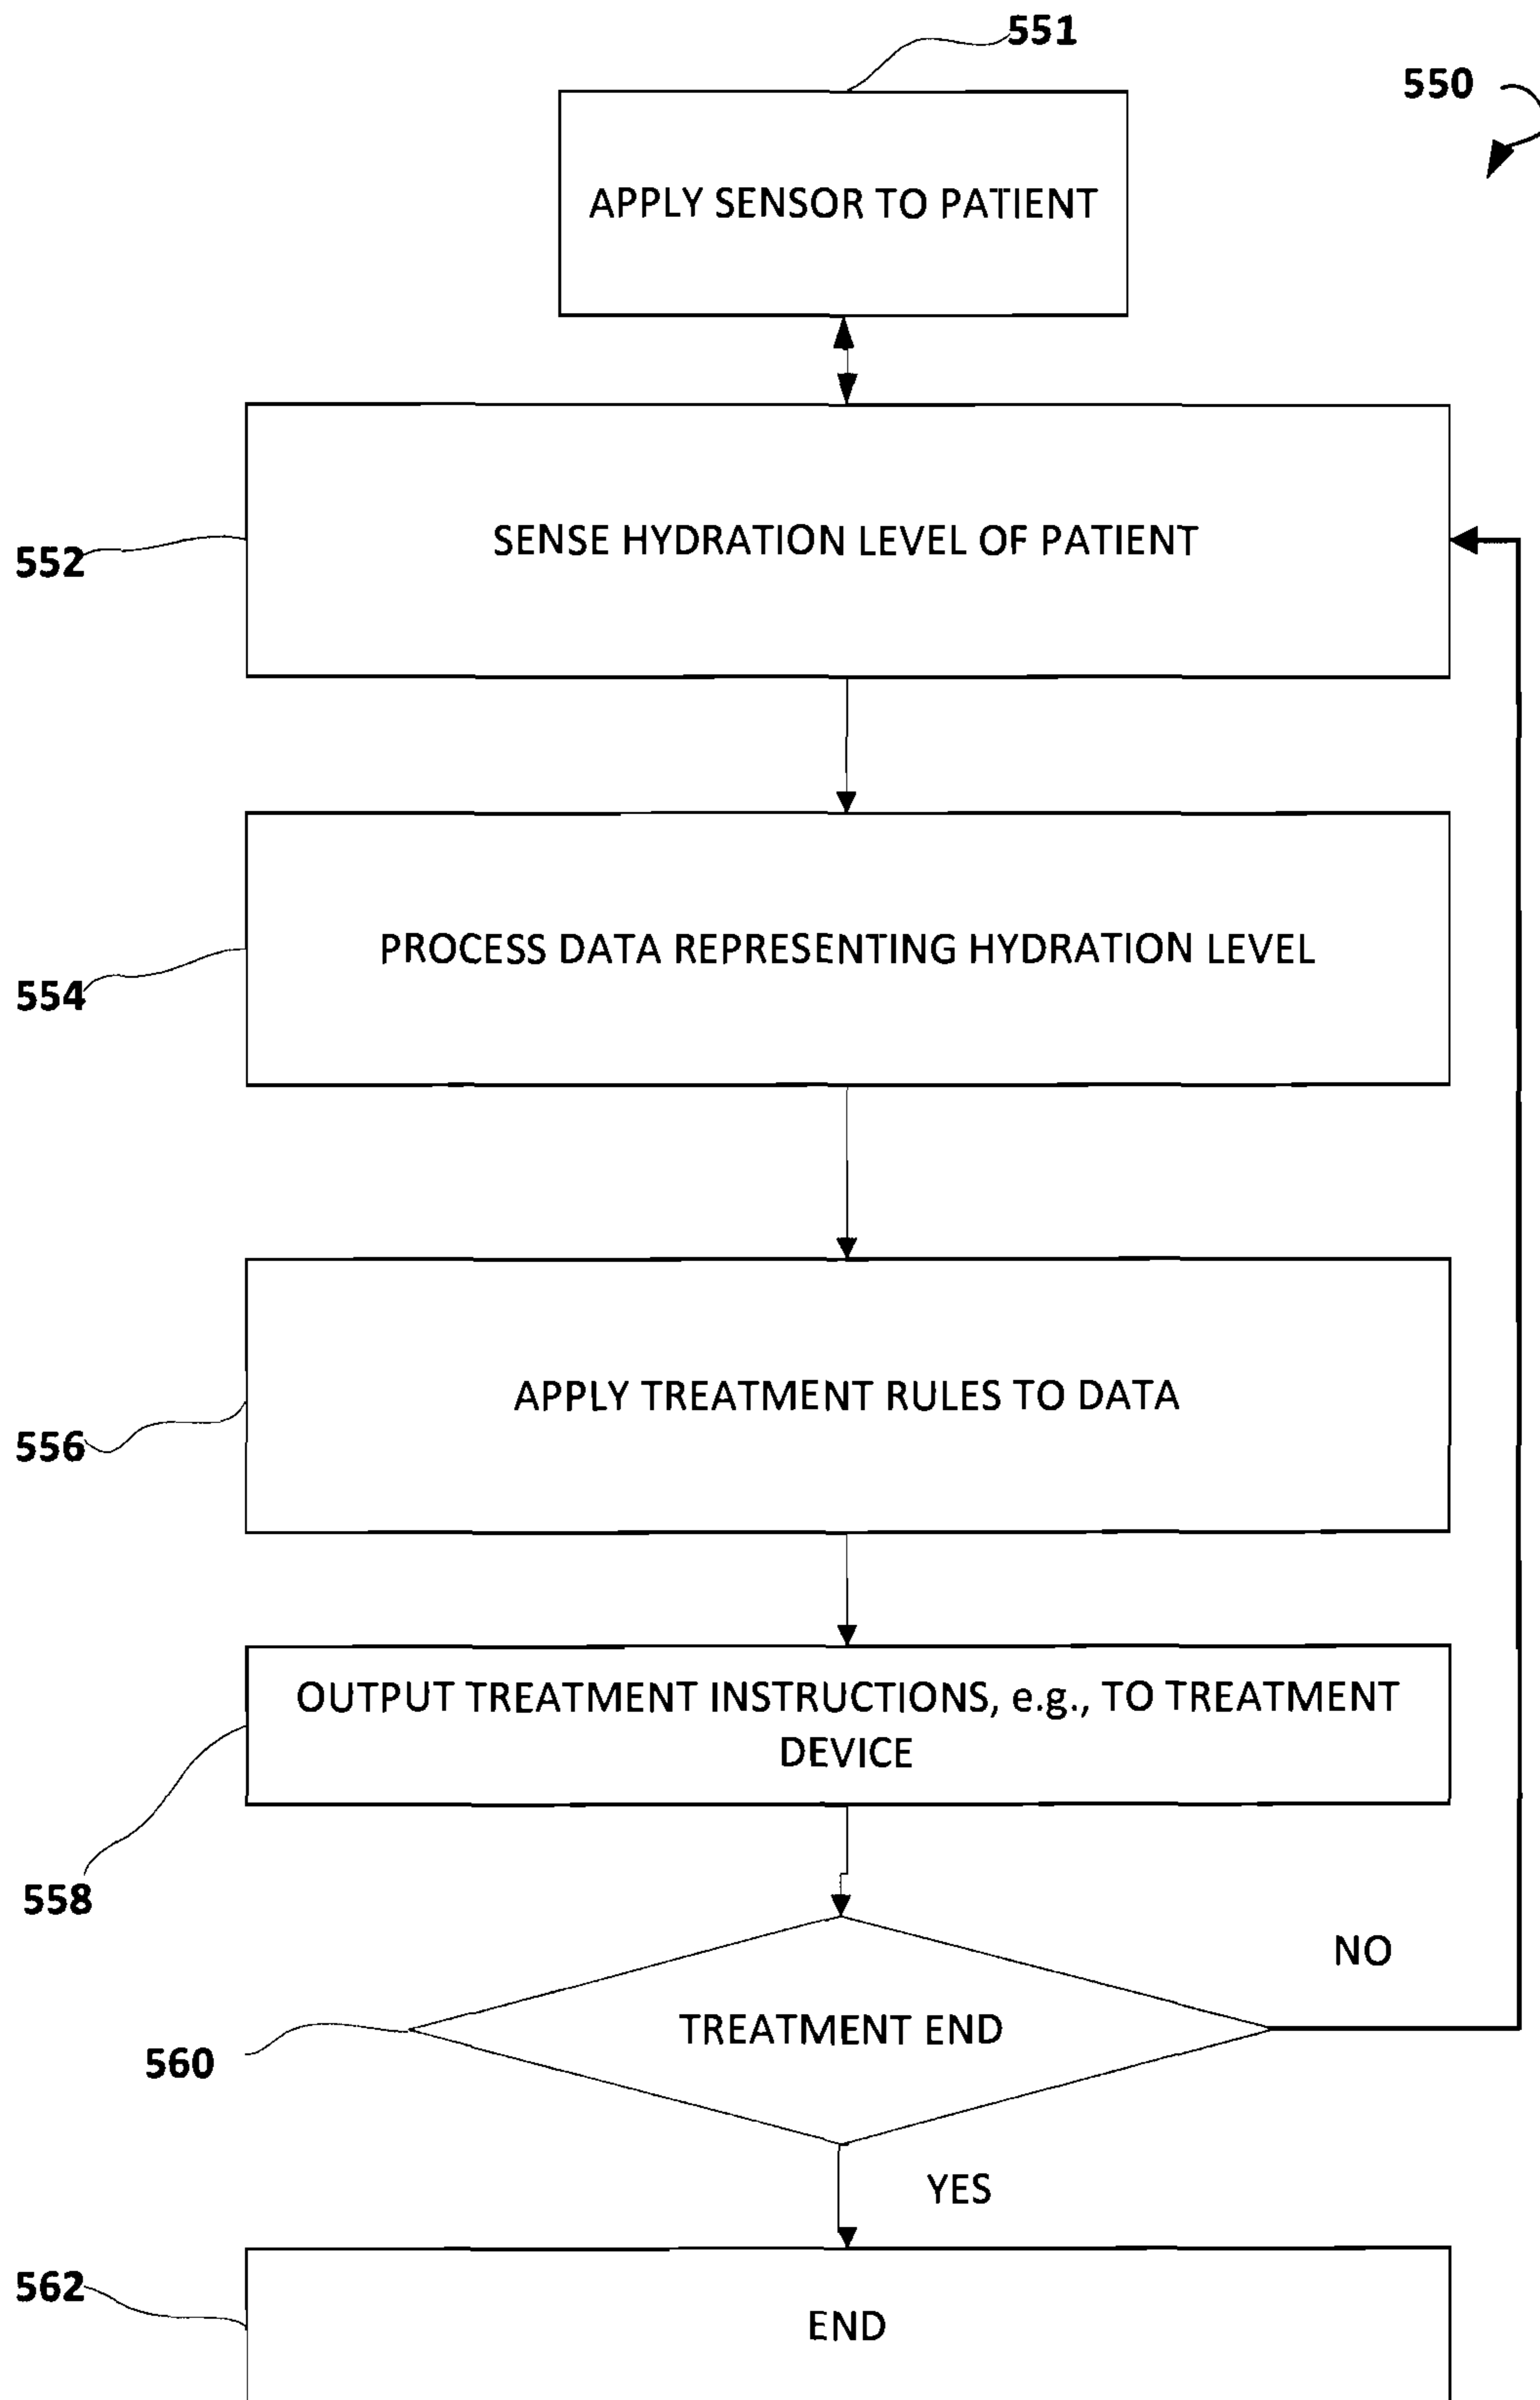 551
550
APPLY SENSOR TO PATIENT
SENSE HYDRATION LEVEL OF PATIENT
552
PROCESS DATA REPRESENTING HYDRATION LEVEL
554
APPLY TREATMENT RULES TO DATA
556
OUTPUT TREATMENT INSTRUCTIONS, e.g., TO TREATMENT
DEVICE
558
NO
TREATMENT END
560
YES
562
END